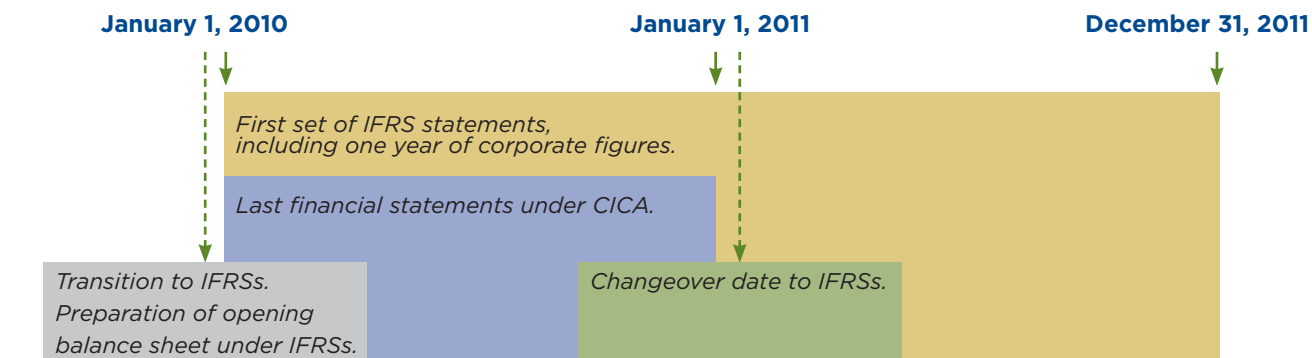 January 1, 2010
January 1, 2011
December 31, 2011
First set of IFRS statements,
including one year of corporate figures.
Last financial statements under CICA.
Transition to IFRSs.
Preparation of opening
balance sheet under IFRSs.
Changeover date to IFRSs.